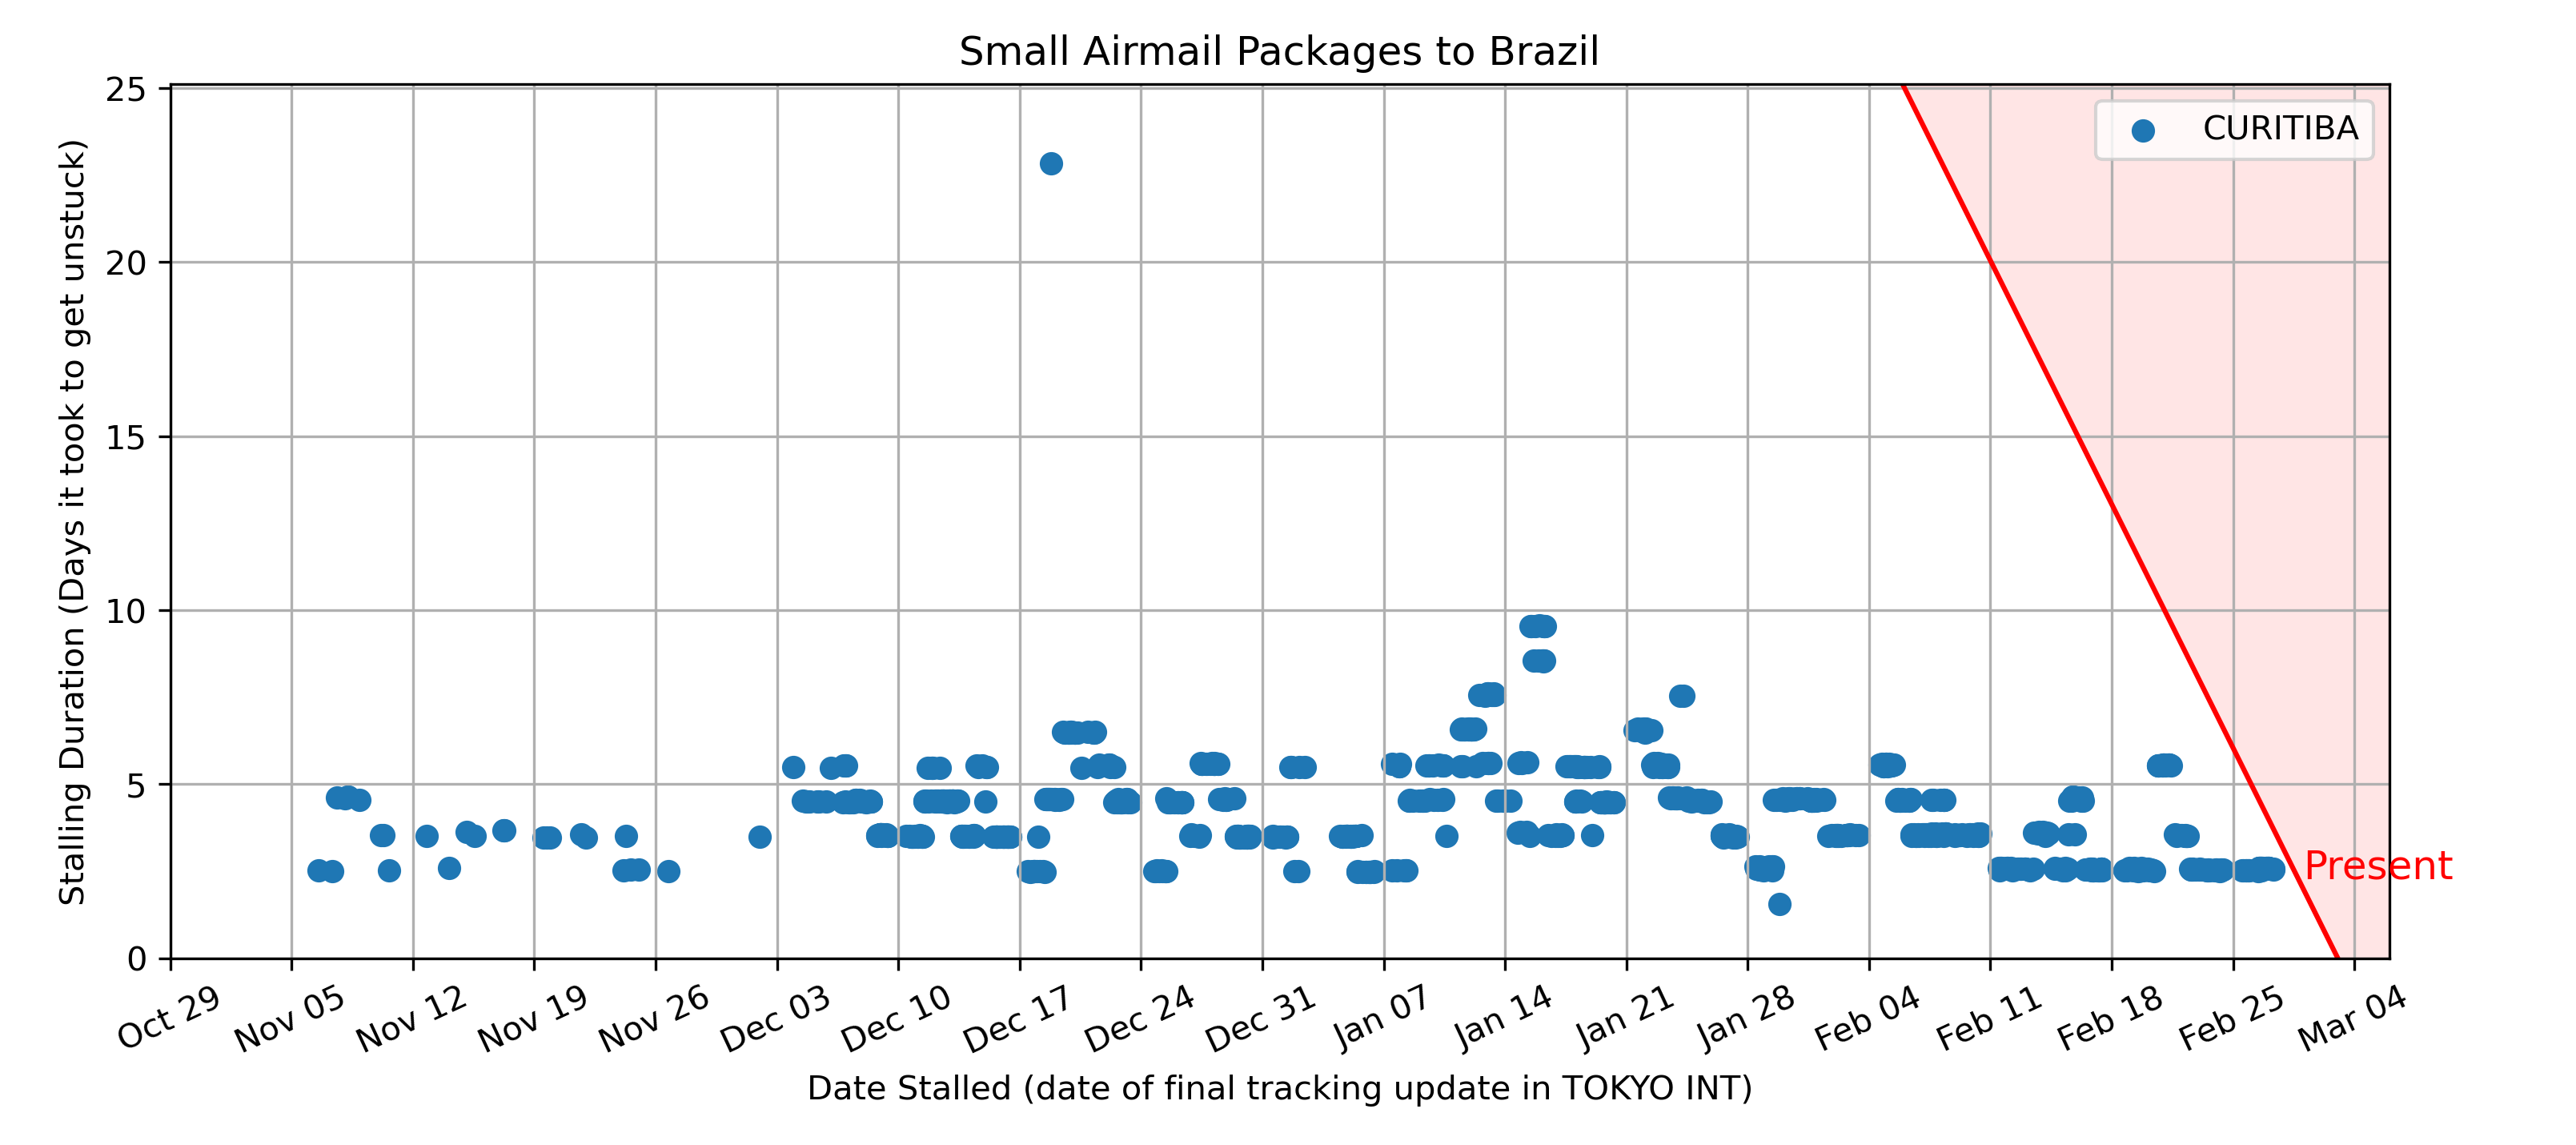 Small Airmail Packages to Brazil
Stalling Duration (Days it took to get unstuck)
25
20
15
10
5
0
CURITIBA
Present
Oct 29
Nov 05
Nov 12
Nov 19
Nov 26
Dec 03
Dec 10
Dec 17
Dec 24
Dec 31
Jan 07
Jan 14
Jan 21
Jan 28
Feb 04
Feb 11
Feb 18
Feb 25
Mar 04
Date Stalled (date of final tracking update in TOKYO INT)